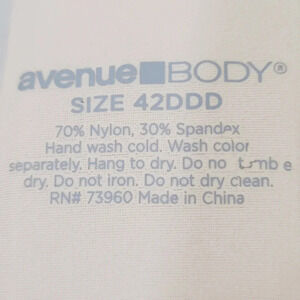 avenue BODY®
SIZE 42DDD
70% Nylon, 30% Spandex
Hand wash cold. Wash color
separately. Hang to dry. Do no
dry. Do not iron. Do not dry clean.
RN# 73960 Made in China